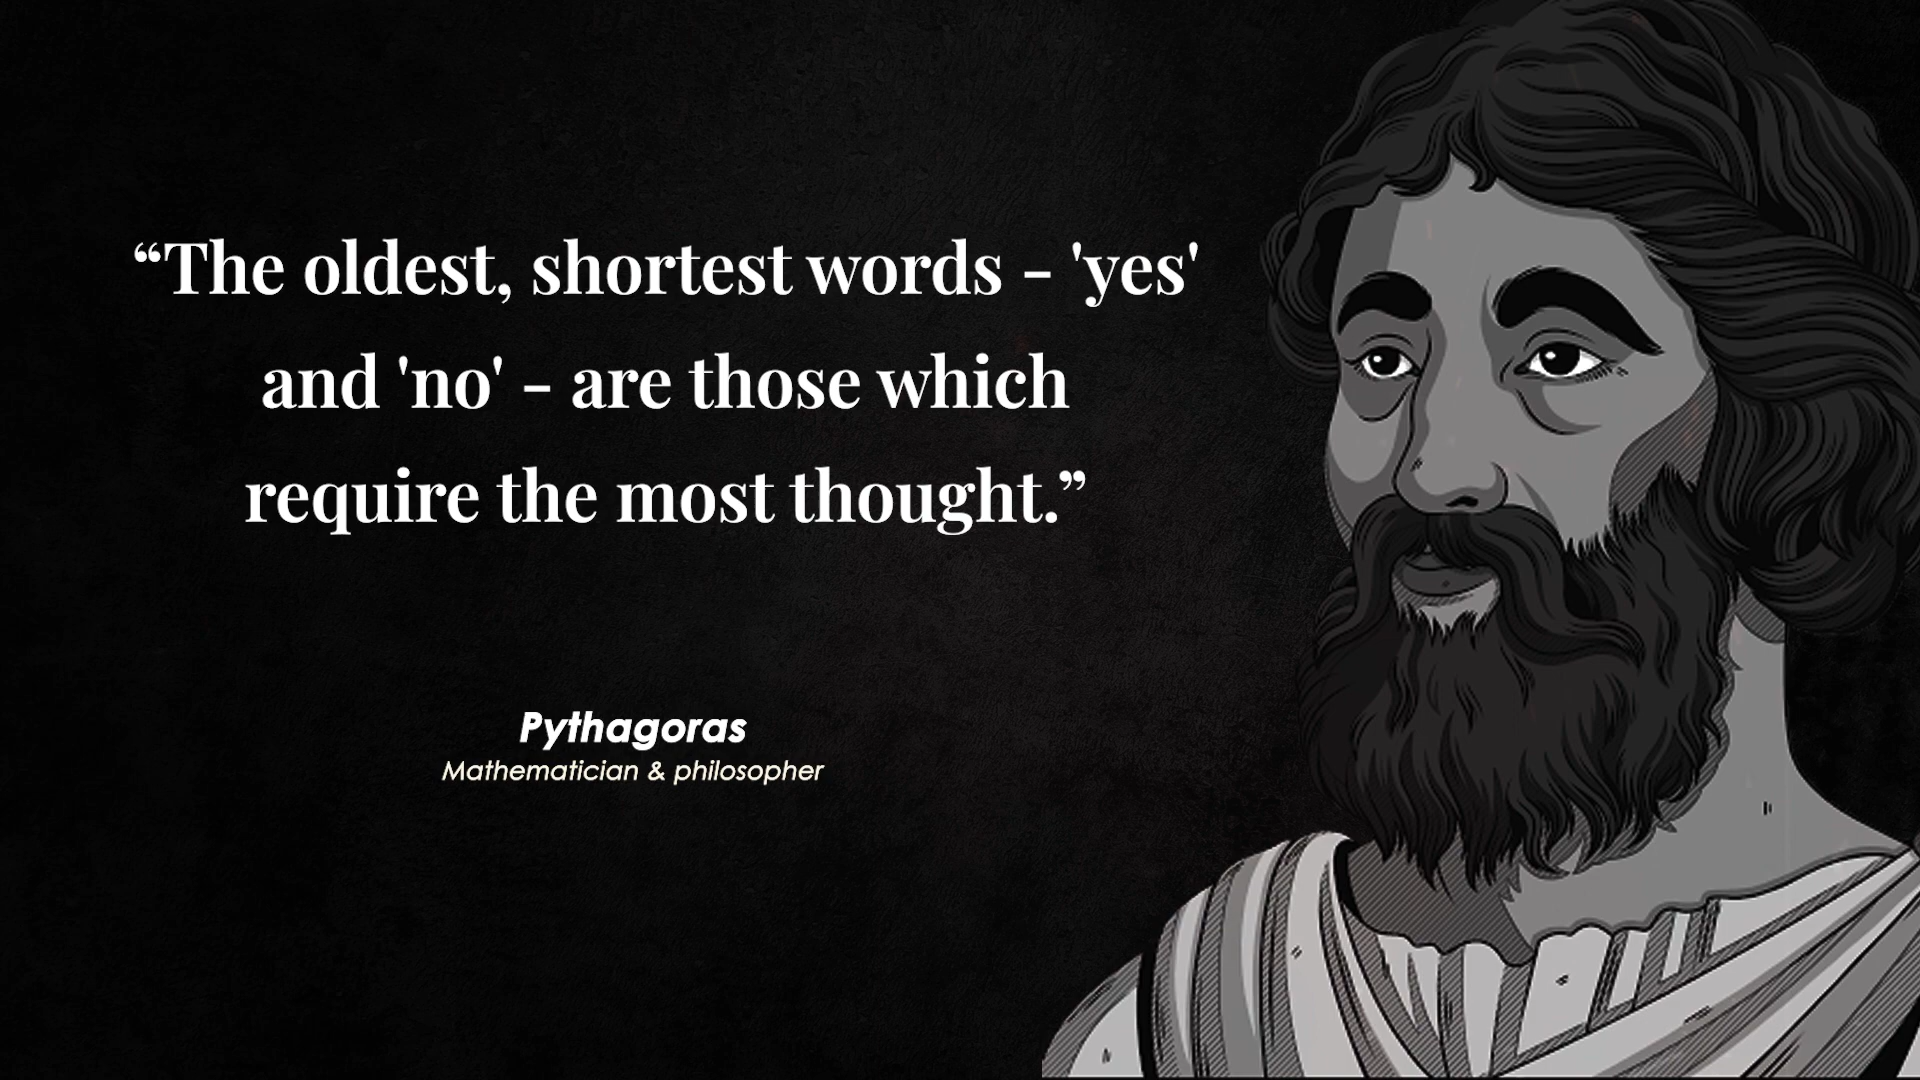 “The oldest, shortest words - 'yes'
and 'no' - are those which
require the most thought.”
Pythagoras
Mathematician & philosopher